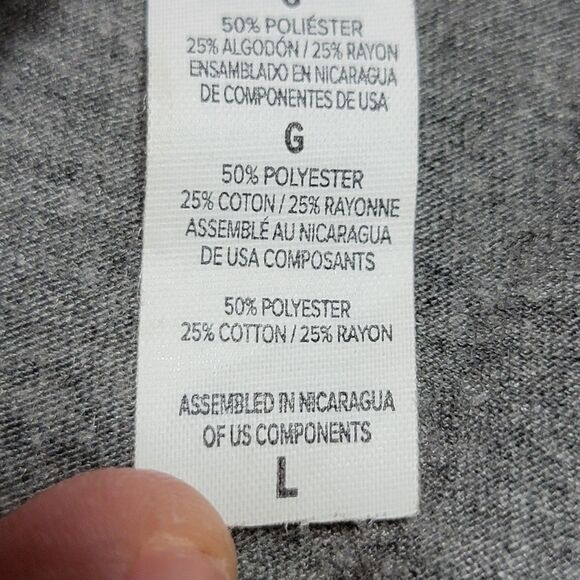 50% POLIÉSTER
25% ALGODÓN / 25% RAYON
ENSAMBLADO EN NICARAGUA
DE COMPONENTES DE USA
G
50% POLYESTER
25% COTON / 25% RAYONNE
ASSEMBLÉ AU NICARAGUA
DE USA COMPOSANTS
50% POLYESTER
25% COTTON / 25% RAYON
ASSEMBLED IN NICARAGUA
OF US COMPONENTS
L